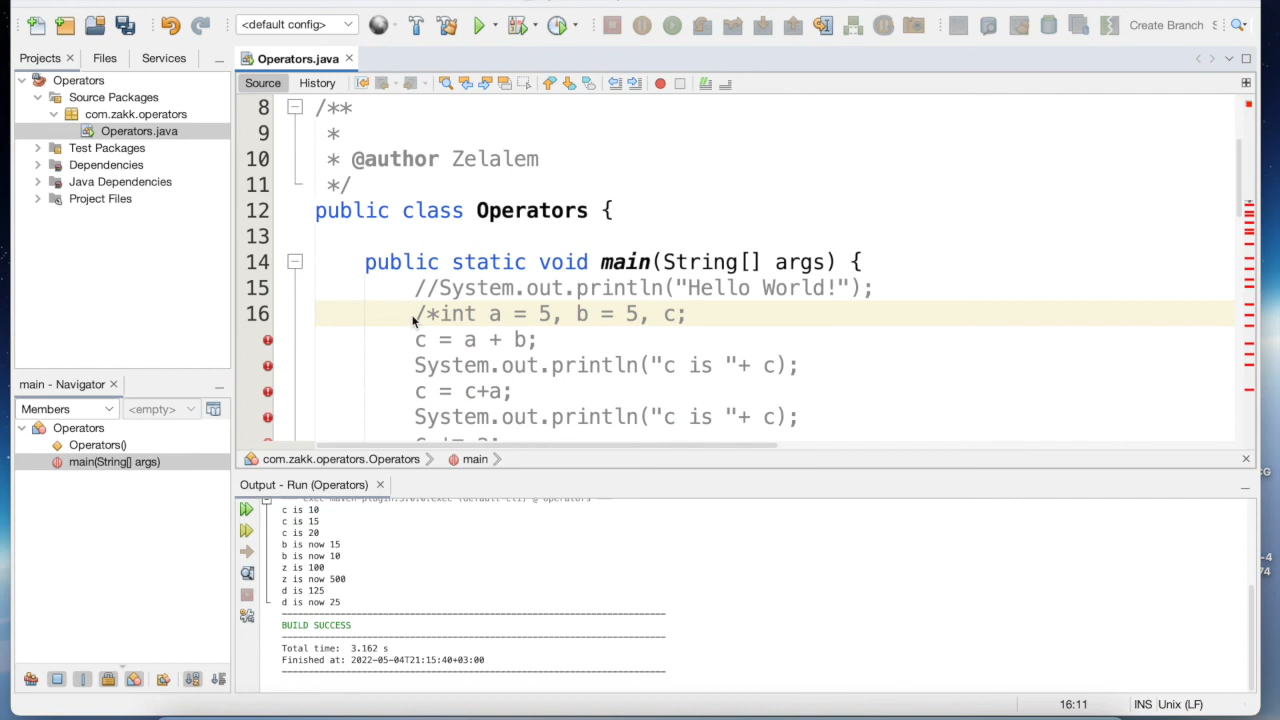 <default config>
Create Branch
S
Projects
Files
Services
Operators
Source Packages
com.zakk.operators
Operators.java
Test Packages
Dependencies
Java Dependencies
Project Files
main - Navigator
Members
<empty>
Operators
Operators()
main(String[] args)
Operators.java
Source
History
8 /**
9 *
10 * @author Zelalem
11 */
12 public class Operators {
13
14 public static void main(String[] args) {
15 //System.out.println("Hello World!");
16 /*int a = 5, b = 5, c;
c = a + b;
System.out.println("c is "+ c);
c = c+a;
System.out.println("c is "+ c);
com.zakk.operators.Operators
main
Output - Run (Operators)
c is 10
c is 15
c is 20
b is now 15
b is now 10
z is 100
z is now 500
d is 125
d is now 25
------------------------------------------------------------------------
BUILD SUCCESS
------------------------------------------------------------------------
Total time: 3.162 s
Finished at: 2022-05-04T21:15:40+03:00
------------------------------------------------------------------------
16:11
INS
Unix (LF)
CG
-4
74